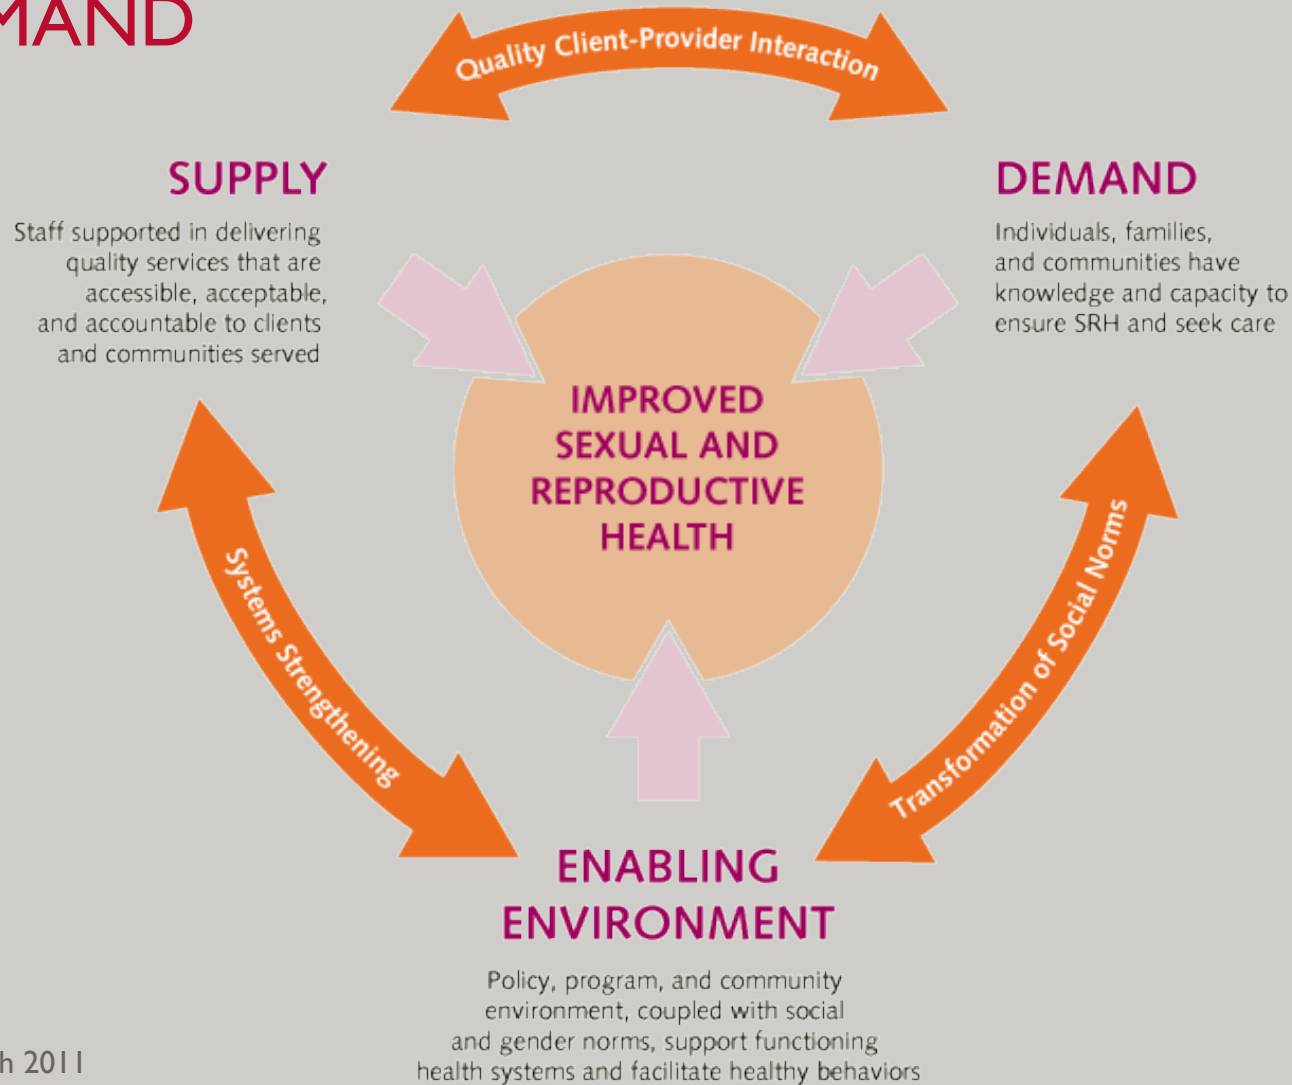 MAND
Quality Client-Provider Interaction
SUPPLY
Staff supported in delivering
quality services that are
accessible, acceptable,
and accountable to clients
and communities served
DEMAND
Individuals, families,
and communities have
knowledge and capacity to
ensure SRH and seek care
IMPROVED
SEXUAL AND
REPRODUCTIVE
HEALTH
Systems Strengthening
Transformation of Social Norms
ENABLING
ENVIRONMENT
Policy, program, and community
environment, coupled with social
and gender norms, support functioning
health systems and facilitate healthy behaviors
h 2011